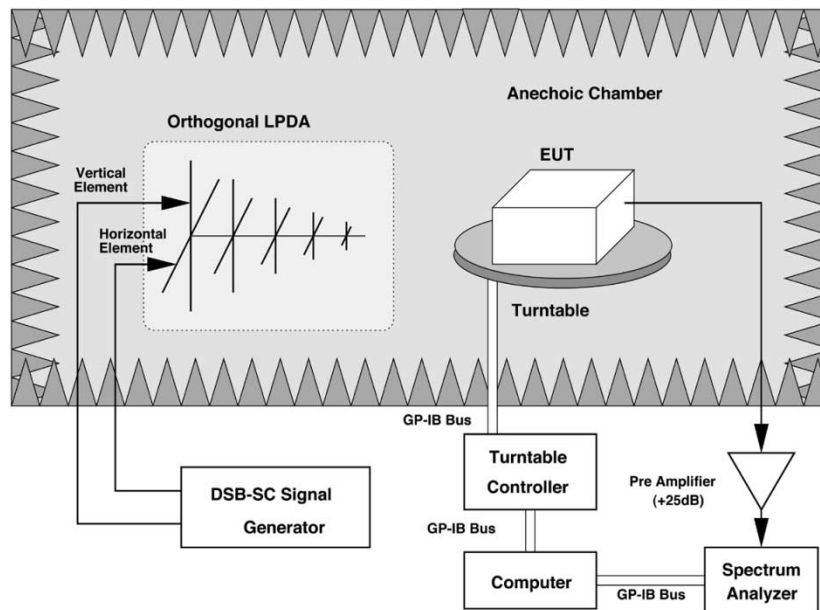 Anechoic Chamber
Orthogonal LPDA
EUT
Vertical
Element
Horizontal
Element
Turntable
GP-IB Bus
Turntable
Controller
Pre Amplifier
(+25dB)
DSB-SC Signal
Generator
GP-IB Bus
Computer
GP-IB Bus
Spectrum
Analyzer